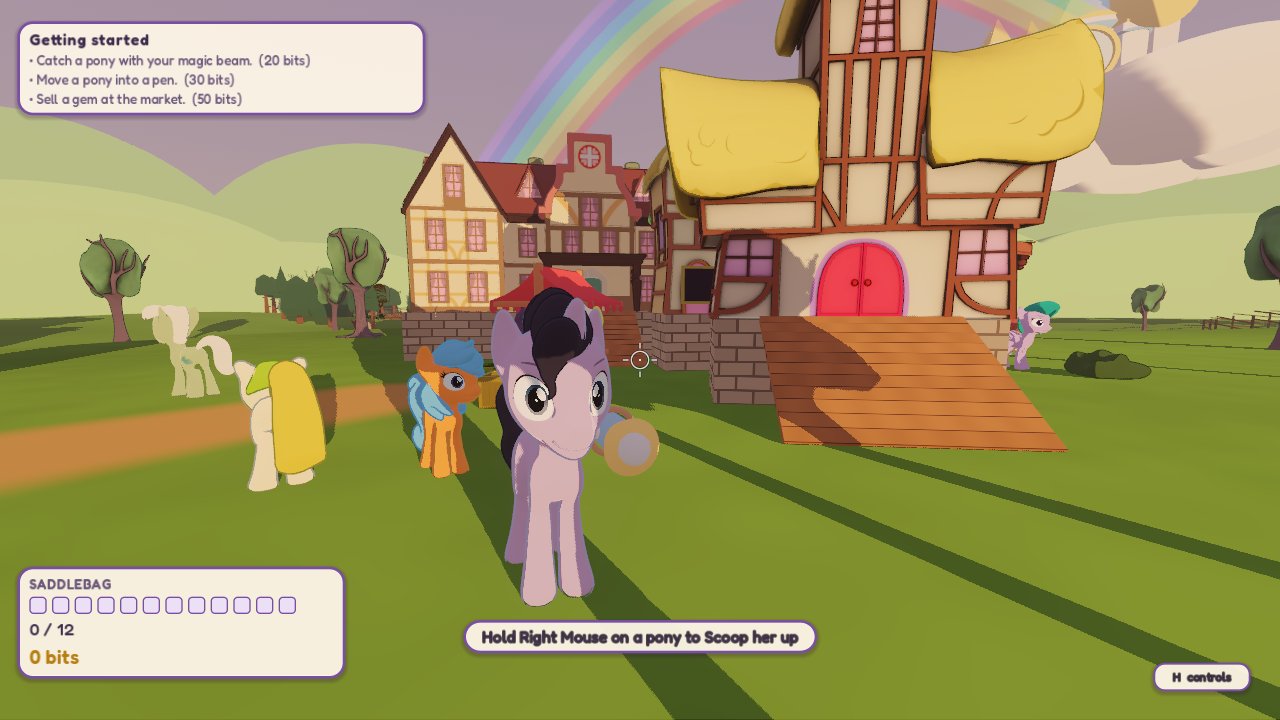 Getting started
• Catch a pony with your magic beam. (20 bits)
• Move a pony into a pen. (30 bits)
• Sell a gem at the market. (50 bits)
SADDLEBAG
0 / 12
0 bits
Hold Right Mouse on a pony to Scoop her up
H controls